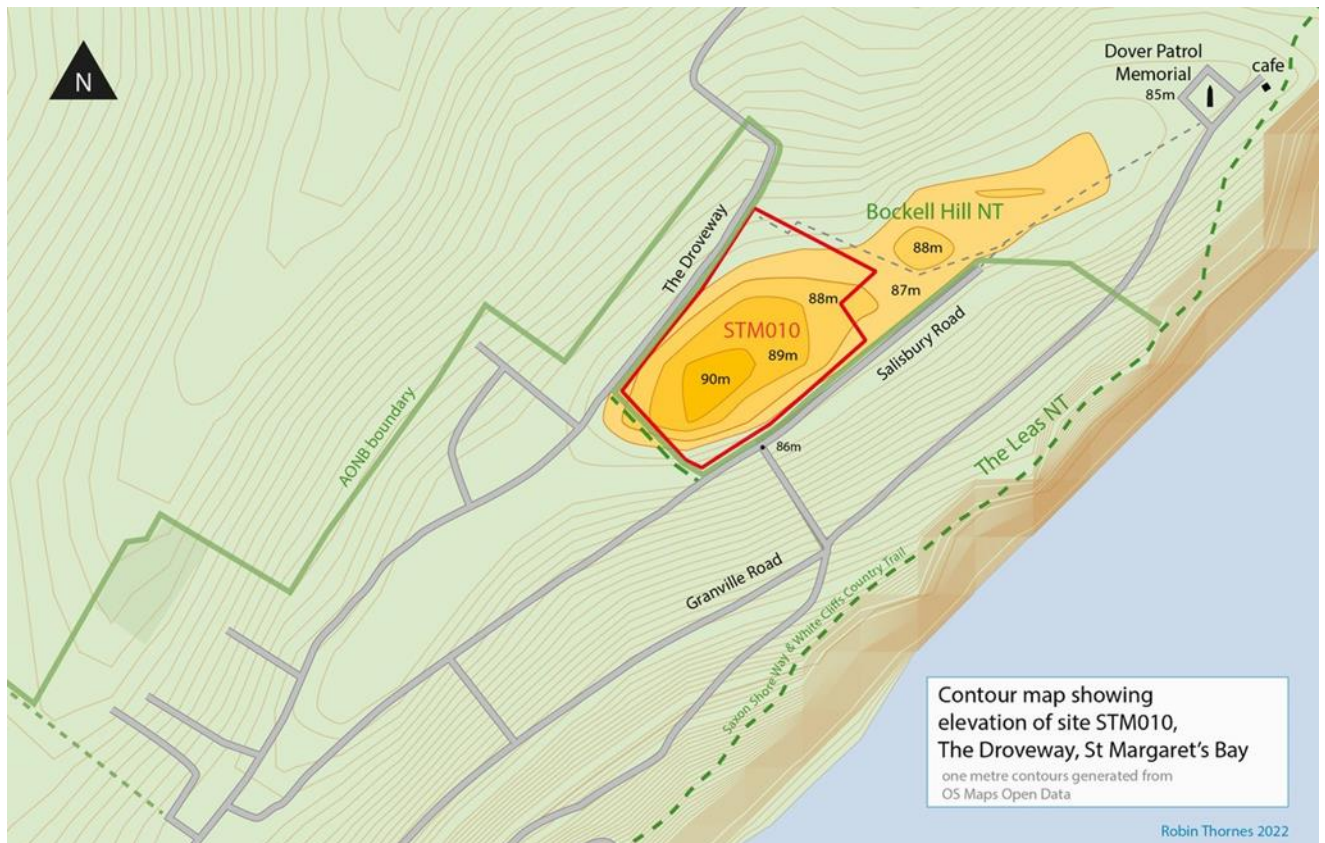 N
Dover Patrol
Memorial
cafe
85m
The Droveway
Bockell Hill NT
88m
87m
88m
STM010
89m
90m
Salisbury Road
AONB boundary
86m
The Leas NT
Granville Road
Saxon Shore Way & White Cliffs Country Trail
Contour map showing
elevation of site STM010,
The Droveway, St Margaret's Bay
one metre contours generated from
OS Maps Open Data
Robin Thornes 2022